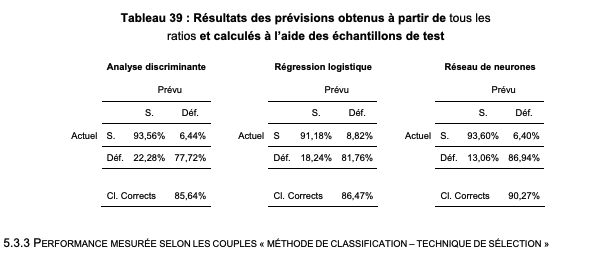 Tableau 39 : Résultats des prévisions obtenus à partir de tous les
ratios et calculés à l'aide des échantillons de test
Analyse discriminante Régression logistique Réseau de neurones
Prévu Prévu Prévu
S. Déf. S. Déf. S. Déf.
Actuel S. 93,56% 6,44% Actuel S 91,18% 8,82% Actuel S 93,60% 6,40%
Déf. 22,28% 77,72% Déf. 18,24% 81,76% Déf. 13,06% 86,94%
Cl. Corrects 85,64% Cl. Corrects 86,47% Cl. Corrects 90,27%
5.3.3 PERFORMANCE MESURÉE SELON LES COUPLES « MÉTHODE DE CLASSIFICATION – TECHNIQUE DE SÉLECTION »